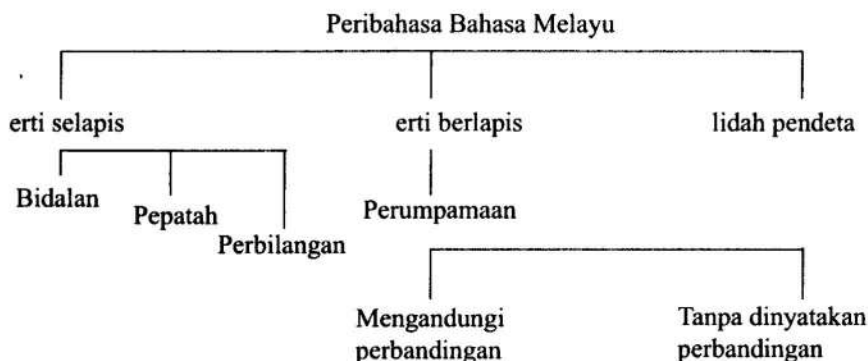 Peribahasa Bahasa Melayu
erti selapis
erti berlapis
lidah pendeta
Bidalan
Pepatah
Perbilangan
Perumpamaan
Mengandungi
perbandingan
Tanpa dinyatakan
perbandingan